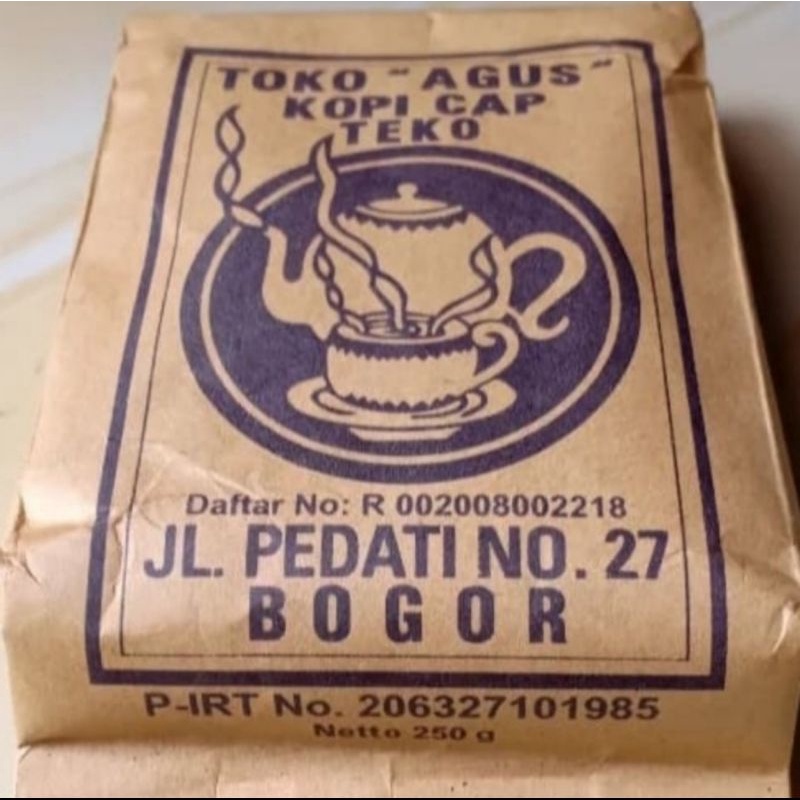 TOKO "AGUS"
KOPI CAP
TEKO
Daftar No: R 002008002218
JL. PEDATI NO. 27
BOGOR
P-IRT No. 206327101985
Netto 250 g